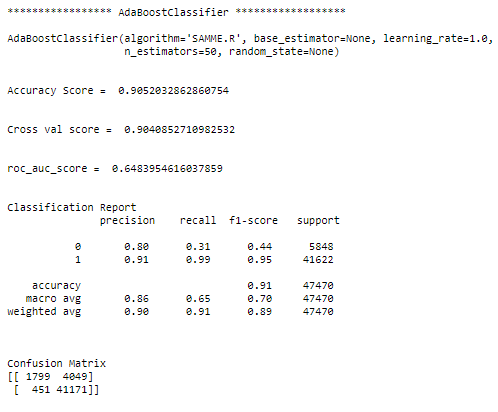 ***************** AdaBoostClassifier ******************
AdaBoostClassifier(algorithm='SAMME.R', base_estimator=None, learning_rate=1.0,
n_estimators=50, random_state=None)
Accuracy Score = 0.9052032862860754
Cross val score = 0.9040852710982532
roc_auc_score = 0.6483954616037859
Classification Report
precision recall f1-score support
0 0.80 0.31 0.44 5848
1 0.91 0.99 0.95 41622
accuracy 0.91 47470
macro avg 0.86 0.65 0.70 47470
weighted avg 0.90 0.91 0.89 47470
Confusion Matrix
[[ 1799 4049]
[ 451 41171]]